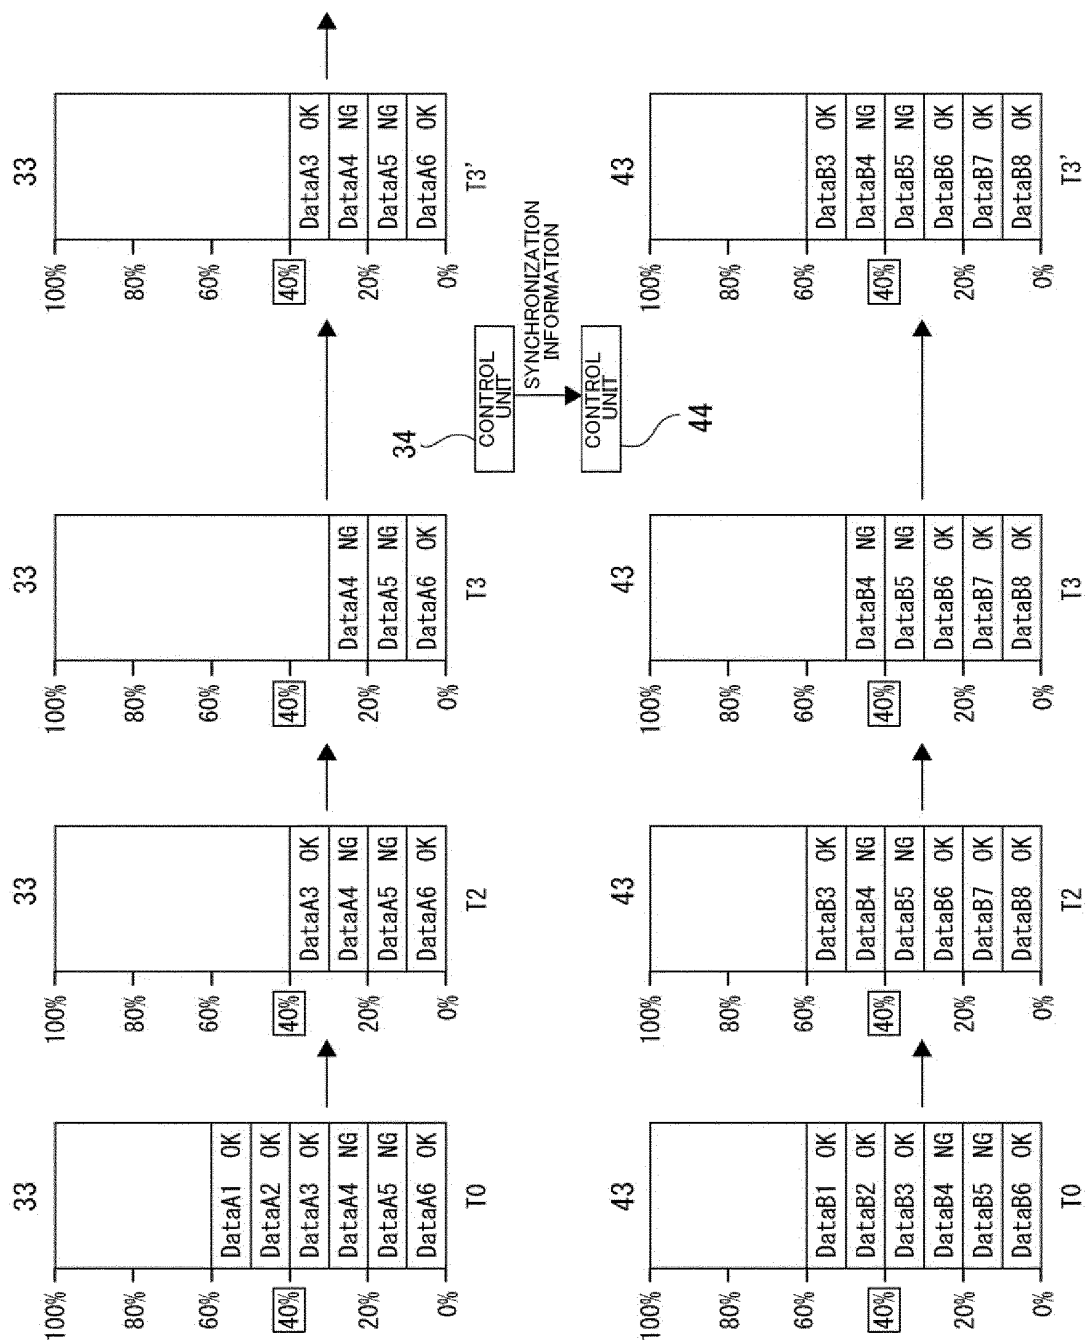 33
100%
80%
60%
40%
20%
0%
DataA1 OK
DataA2 OK
DataA3 OK
DataA4 NG
DataA5 NG
DataA6 OK
T0
33
100%
80%
60%
40%
20%
0%
DataA3 OK
DataA4 NG
DataA5 NG
DataA6 OK
T2
33
100%
80%
60%
40%
20%
0%
DataA4 NG
DataA5 NG
DataA6 OK
T3
33
100%
80%
60%
40%
20%
0%
DataA3 OK
DataA4 NG
DataA5 NG
DataA6 OK
T3'
34
CONTROL
UNIT
SYNCHRONIZATION
INFORMATION
CONTROL
UNIT
44
43
100%
80%
60%
40%
20%
0%
DataB1 OK
DataB2 OK
DataB3 OK
DataB4 NG
DataB5 NG
DataB6 OK
T0
43
100%
80%
60%
40%
20%
0%
DataB3 OK
DataB4 NG
DataB5 NG
DataB6 OK
DataB7 OK
DataB8 OK
T2
43
100%
80%
60%
40%
20%
0%
DataB4 NG
DataB5 NG
DataB6 OK
DataB7 OK
DataB8 OK
T3
43
100%
80%
60%
40%
20%
0%
DataB3 OK
DataB4 NG
DataB5 NG
DataB6 OK
DataB7 OK
DataB8 OK
T3'